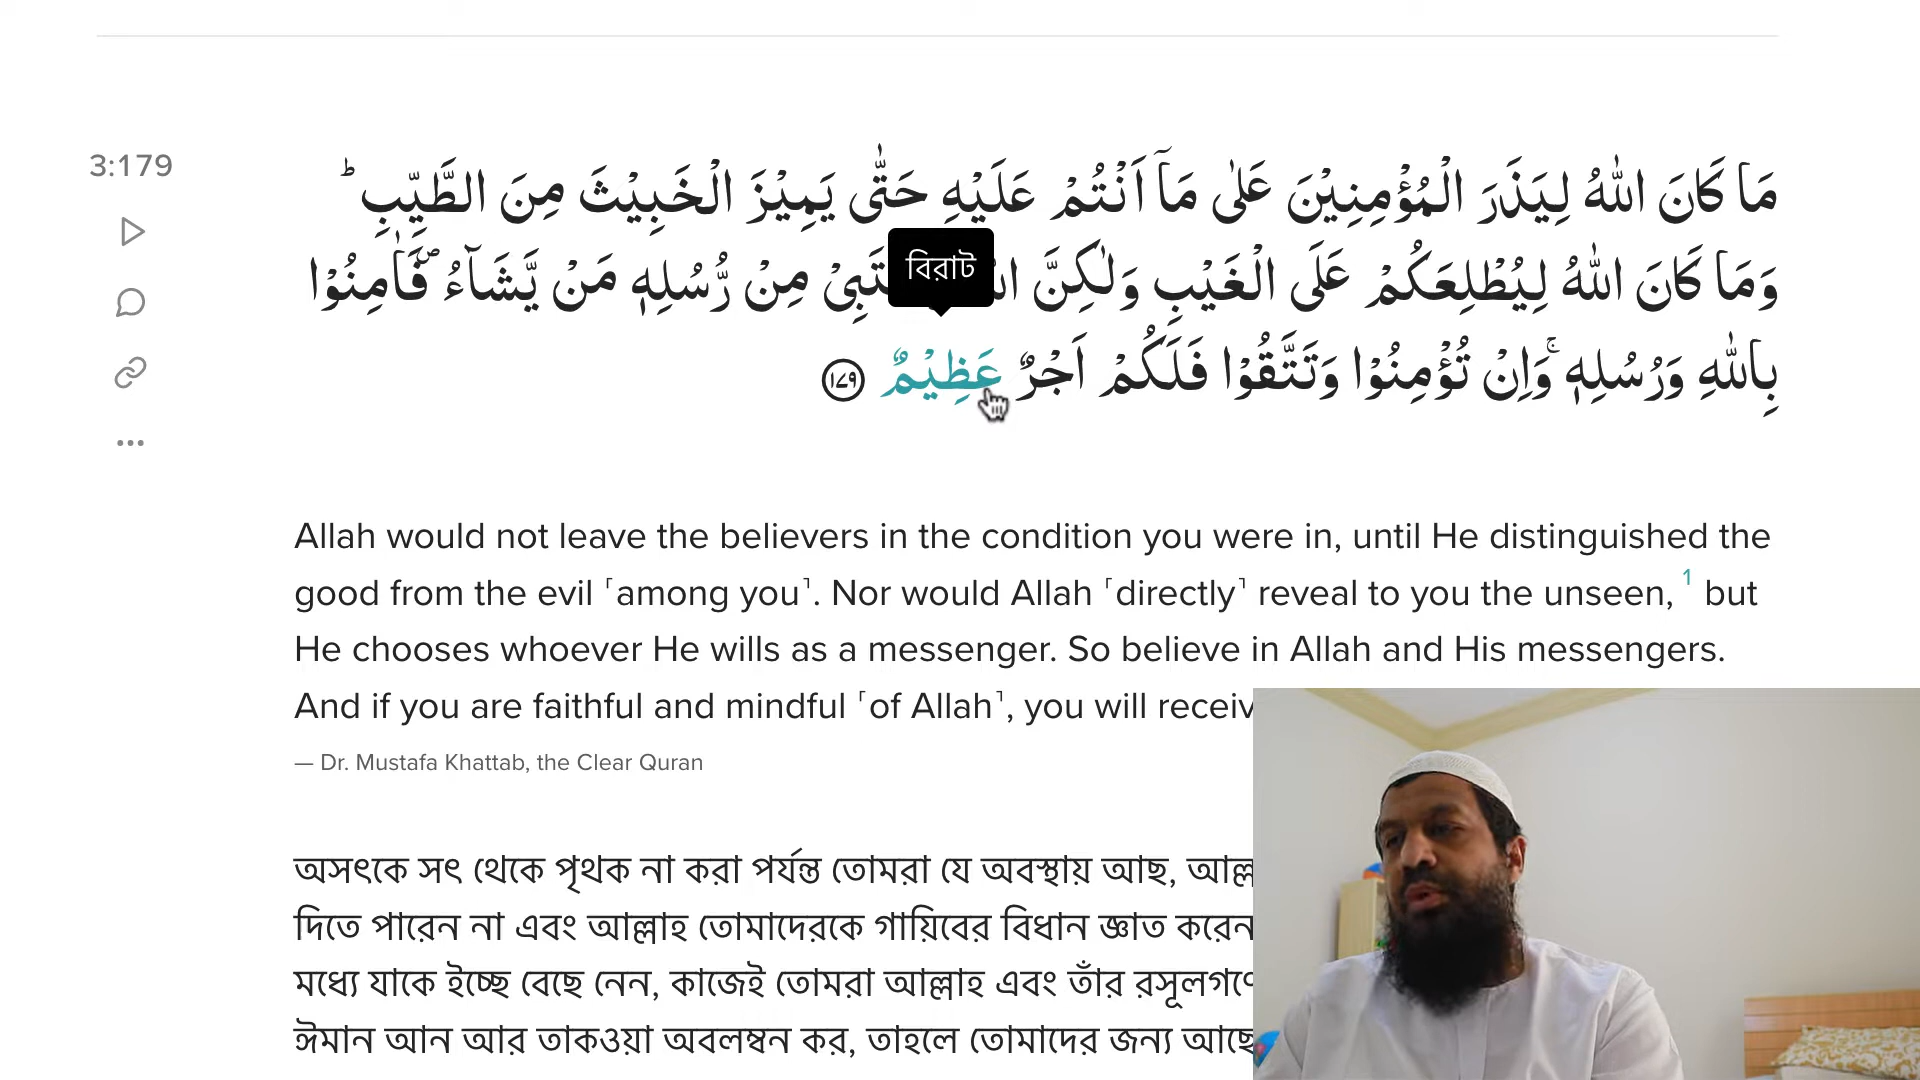 3:179
مَا كَانَ اللّٰهُ لِيَذَرَ الْمُؤْمِنِيْنَ عَلٰى مَآ اَنْتُمْ عَلَيْهِ حَتّٰى يَمِيْزَ الْخَبِيْثَ مِنَ الطَّيِّبِ ؕ
وَمَا كَانَ اللّٰهُ لِيُطْلِعَكُمْ عَلَى الْغَيْبِ وَلٰكِنَّ مِنْ رُّسُلِهٖ مَنْ يَّشَآءُ ۖ فَاٰمِنُوْا
বিরাট
بِاللّٰهِ وَرُسُلِهٖ ۚ وَاِنْ تُؤْمِنُوْا وَتَتَّقُوْا فَلَكُمْ اَجْرٌ عَظِيْمٌ ١٧٩
Allah would not leave the believers in the condition you were in, until He distinguished the
good from the evil ˹among you˺. Nor would Allah ˹directly˺ reveal to you the unseen, 1 but
He chooses whoever He wills as a messenger. So believe in Allah and His messengers.
And if you are faithful and mindful ˹of Allah˺, you will receiv
— Dr. Mustafa Khattab, the Clear Quran
অসৎকে সৎ থেকে পৃথক না করা পর্যন্ত তোমরা যে অবস্থায় আছ, আল্ল
দিতে পারেন না এবং আল্লাহ তোমাদেরকে গায়িবের বিধান জ্ঞাত করেন
মধ্যে যাকে ইচ্ছে বেছে নেন, কাজেই তোমরা আল্লাহ এবং তাঁর রসূলগণে
ঈমান আন আর তাকওয়া অবলম্বন কর, তাহলে তোমাদের জন্য আছে